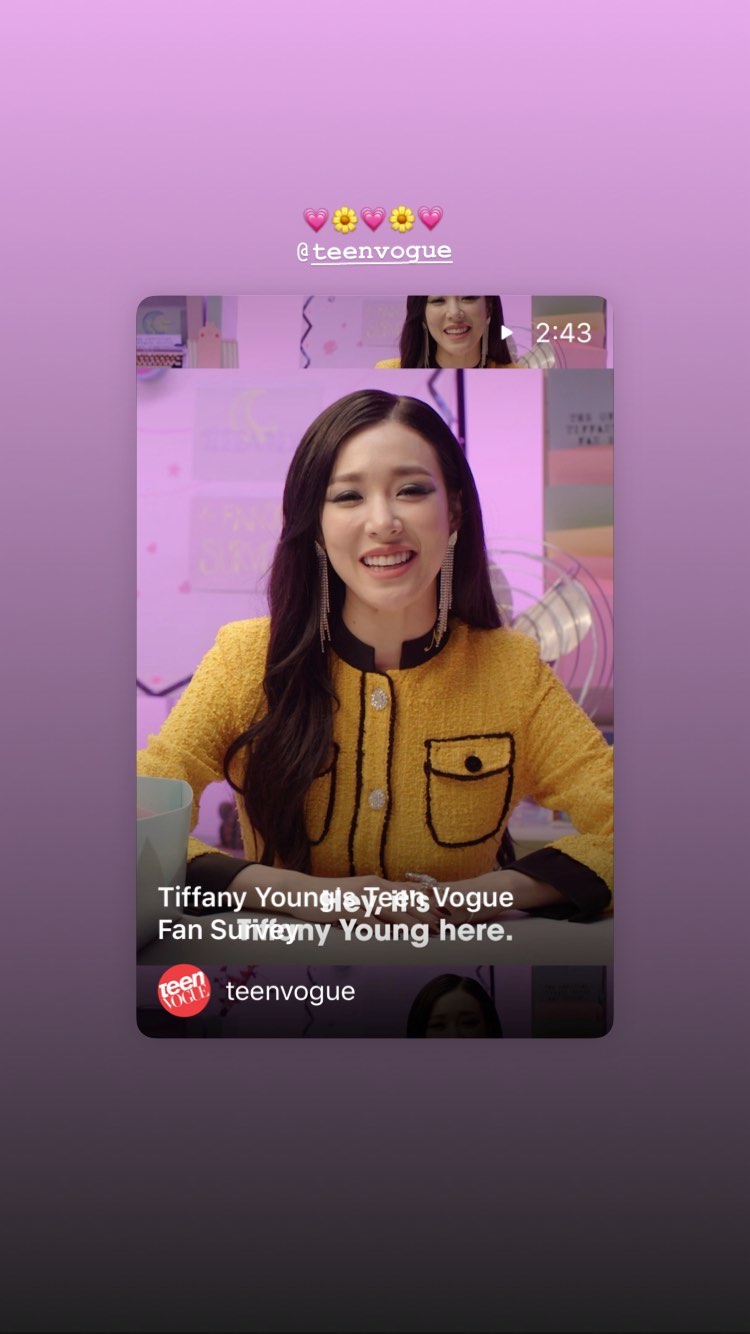 @teenvogue
2:43
Tiffany Young's Teen Vogue
Fan Survey
Hey, it's
Tiffany Young here.
teen
VOGUE
teenvogue